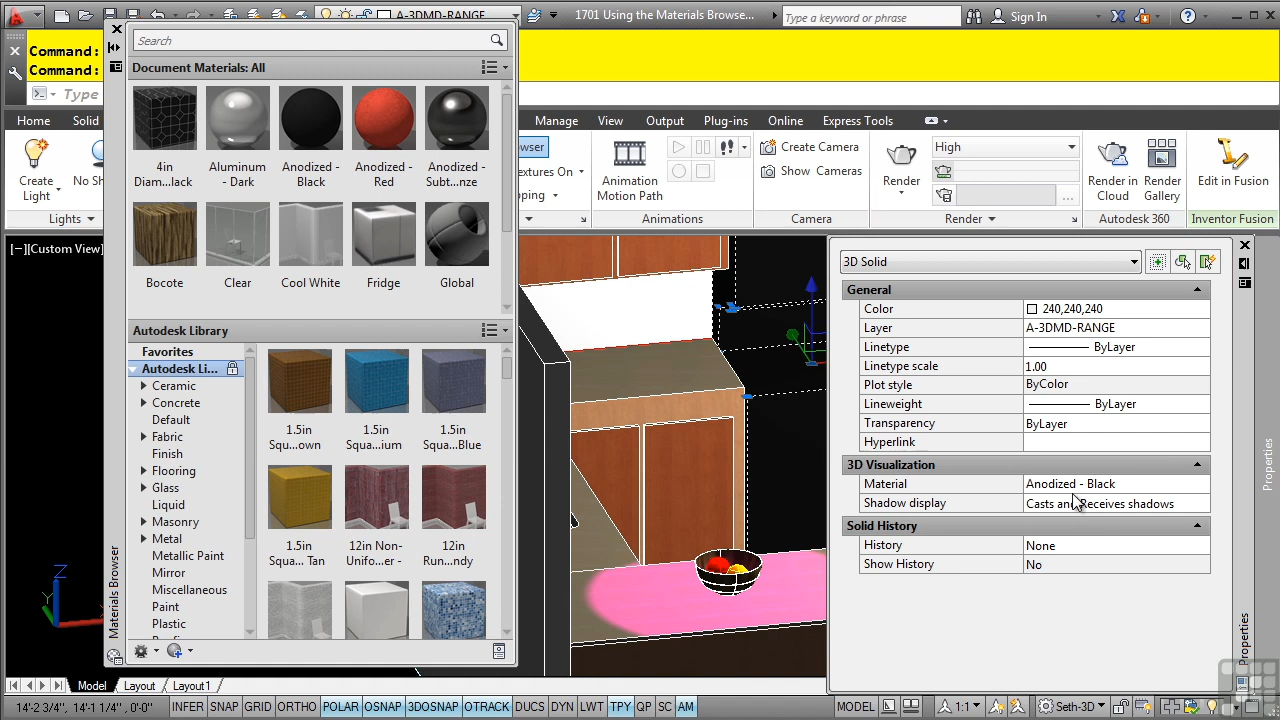 A-3DMD-RANGE
1701 Using the Materials Browse...
Type a keyword or phrase
Sign In
Command:
Command:
Type
Search
Document Materials: All
4in Diam...lack
Aluminum - Dark
Anodized - Black
Anodized - Red
Anodized - Subt...nze
Bocote
Clear
Cool White
Fridge
Global
Autodesk Library
Favorites
Autodesk Li...
Ceramic
Concrete
Default
Fabric
Finish
Flooring
Glass
Liquid
Masonry
Metal
Metallic Paint
Mirror
Miscellaneous
Paint
Plastic
1.5in Squ...own
1.5in Squa...ium
1.5in Squa...Blue
1.5in Squa... Tan
12in Non-Unifo...er -
12in Run...ndy
Materials Browser
Home
Solid
Manage
View
Output
Plug-ins
Online
Express Tools
Create Light
No Sh
Lights
wser
extures On
pping
Animation Motion Path
Animations
Create Camera
Show Cameras
Camera
Render
High
Render
Render in Cloud
Render Gallery
Autodesk 360
Edit in Fusion
Inventor Fusion
[−][Custom View]
Z
Y
3D Solid
General
Color 240,240,240
Layer A-3DMD-RANGE
Linetype ByLayer
Linetype scale 1.00
Plot style ByColor
Lineweight ByLayer
Transparency ByLayer
Hyperlink
3D Visualization
Material Anodized - Black
Shadow display Casts and Receives shadows
Solid History
History None
Show History No
Properties
Properties
Model
Layout
Layout1
14'-2 3/4", 14'-1 1/4", 0'-0"
INFER
SNAP
GRID
ORTHO
POLAR
OSNAP
3DOSNAP
OTRACK
DUCS
DYN
LWT
TPY
QP
SC
AM
MODEL
1:1
Seth-3D